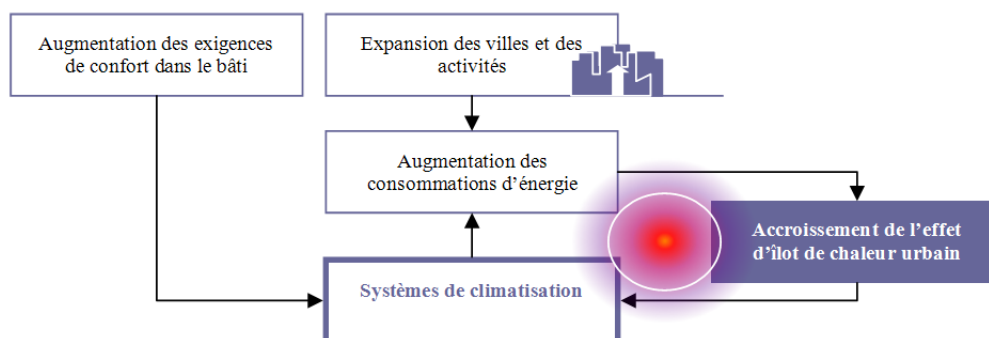 Augmentation des exigences
de confort dans le bâti
Expansion des villes et des
activités
Augmentation des
consommations d'énergie
Accroissement de l'effet
d'îlot de chaleur urbain
Systèmes de climatisation